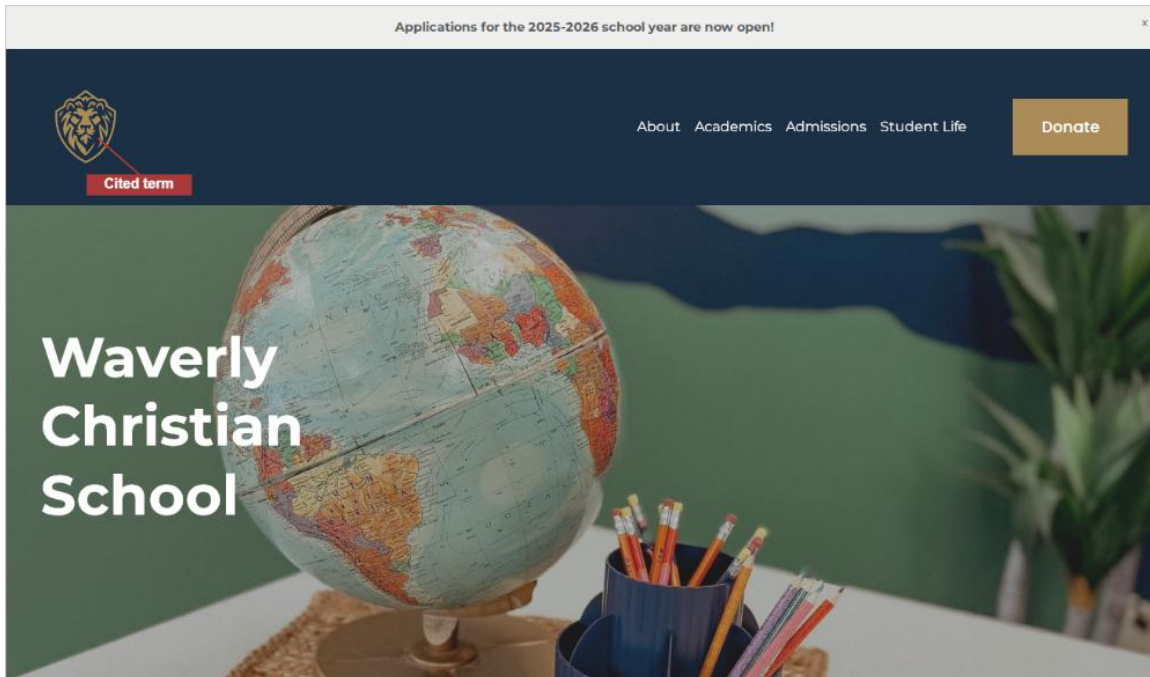 Applications for the 2025-2026 school year are now open!
x
About Academics Admissions Student Life
Donate
Cited term
Waverly
Christian
School